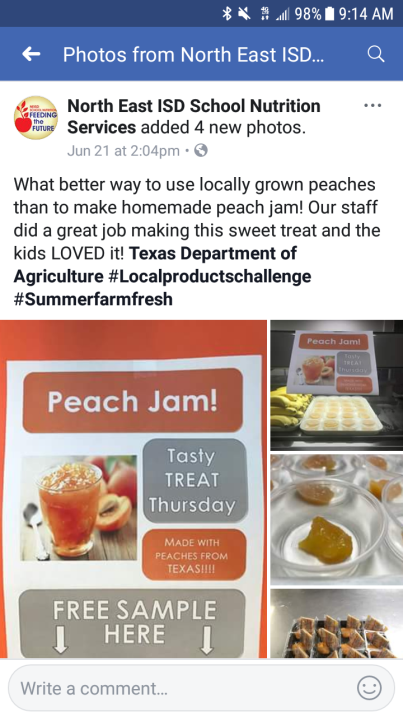 98% 9:14 AM
Photos from North East ISD...
FEEDING
the
FUTURE
North East ISD School Nutrition
Services added 4 new photos.
Jun 21 at 2:04pm •
What better way to use locally grown peaches
than to make homemade peach jam! Our staff
did a great job making this sweet treat and the
kids LOVED it! Texas Department of
Agriculture #Localproductschallenge
#Summerfarmfresh
Peach Jam!
Tasty
TREAT
Thursday
MADE WITH
PEACHES FROM
TEXAS!!!!
FREE SAMPLE
HERE
Peach Jam!
Tasty
TREAT
Thursday
Write a comment...